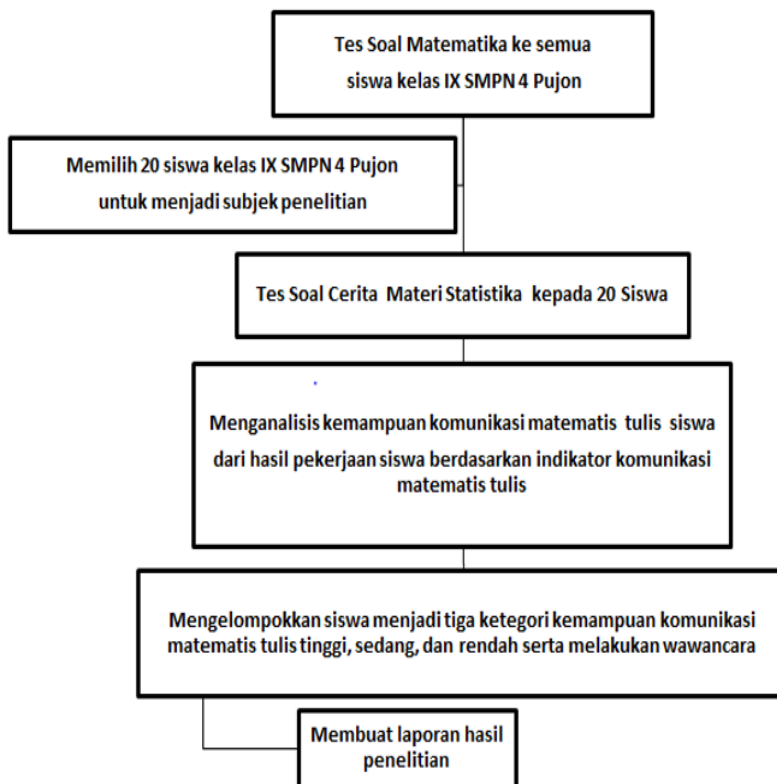 Tes Soal Matematika ke semua
siswa kelas IX SMPN 4 Pujon
Memilih 20 siswa kelas IX SMPN 4 Pujon
untuk menjadi subjek penelitian
Tes Soal Cerita Materi Statistika kepada 20 Siswa
Menganalisis kemampuan komunikasi matematis tulis siswa
dari hasil pekerjaan siswa berdasarkan indikator komunikasi
matematis tulis
Mengelompokkan siswa menjadi tiga ketegori kemampuan komunikasi
matematis tulis tinggi, sedang, dan rendah serta melakukan wawancara
Membuat laporan hasil
penelitian